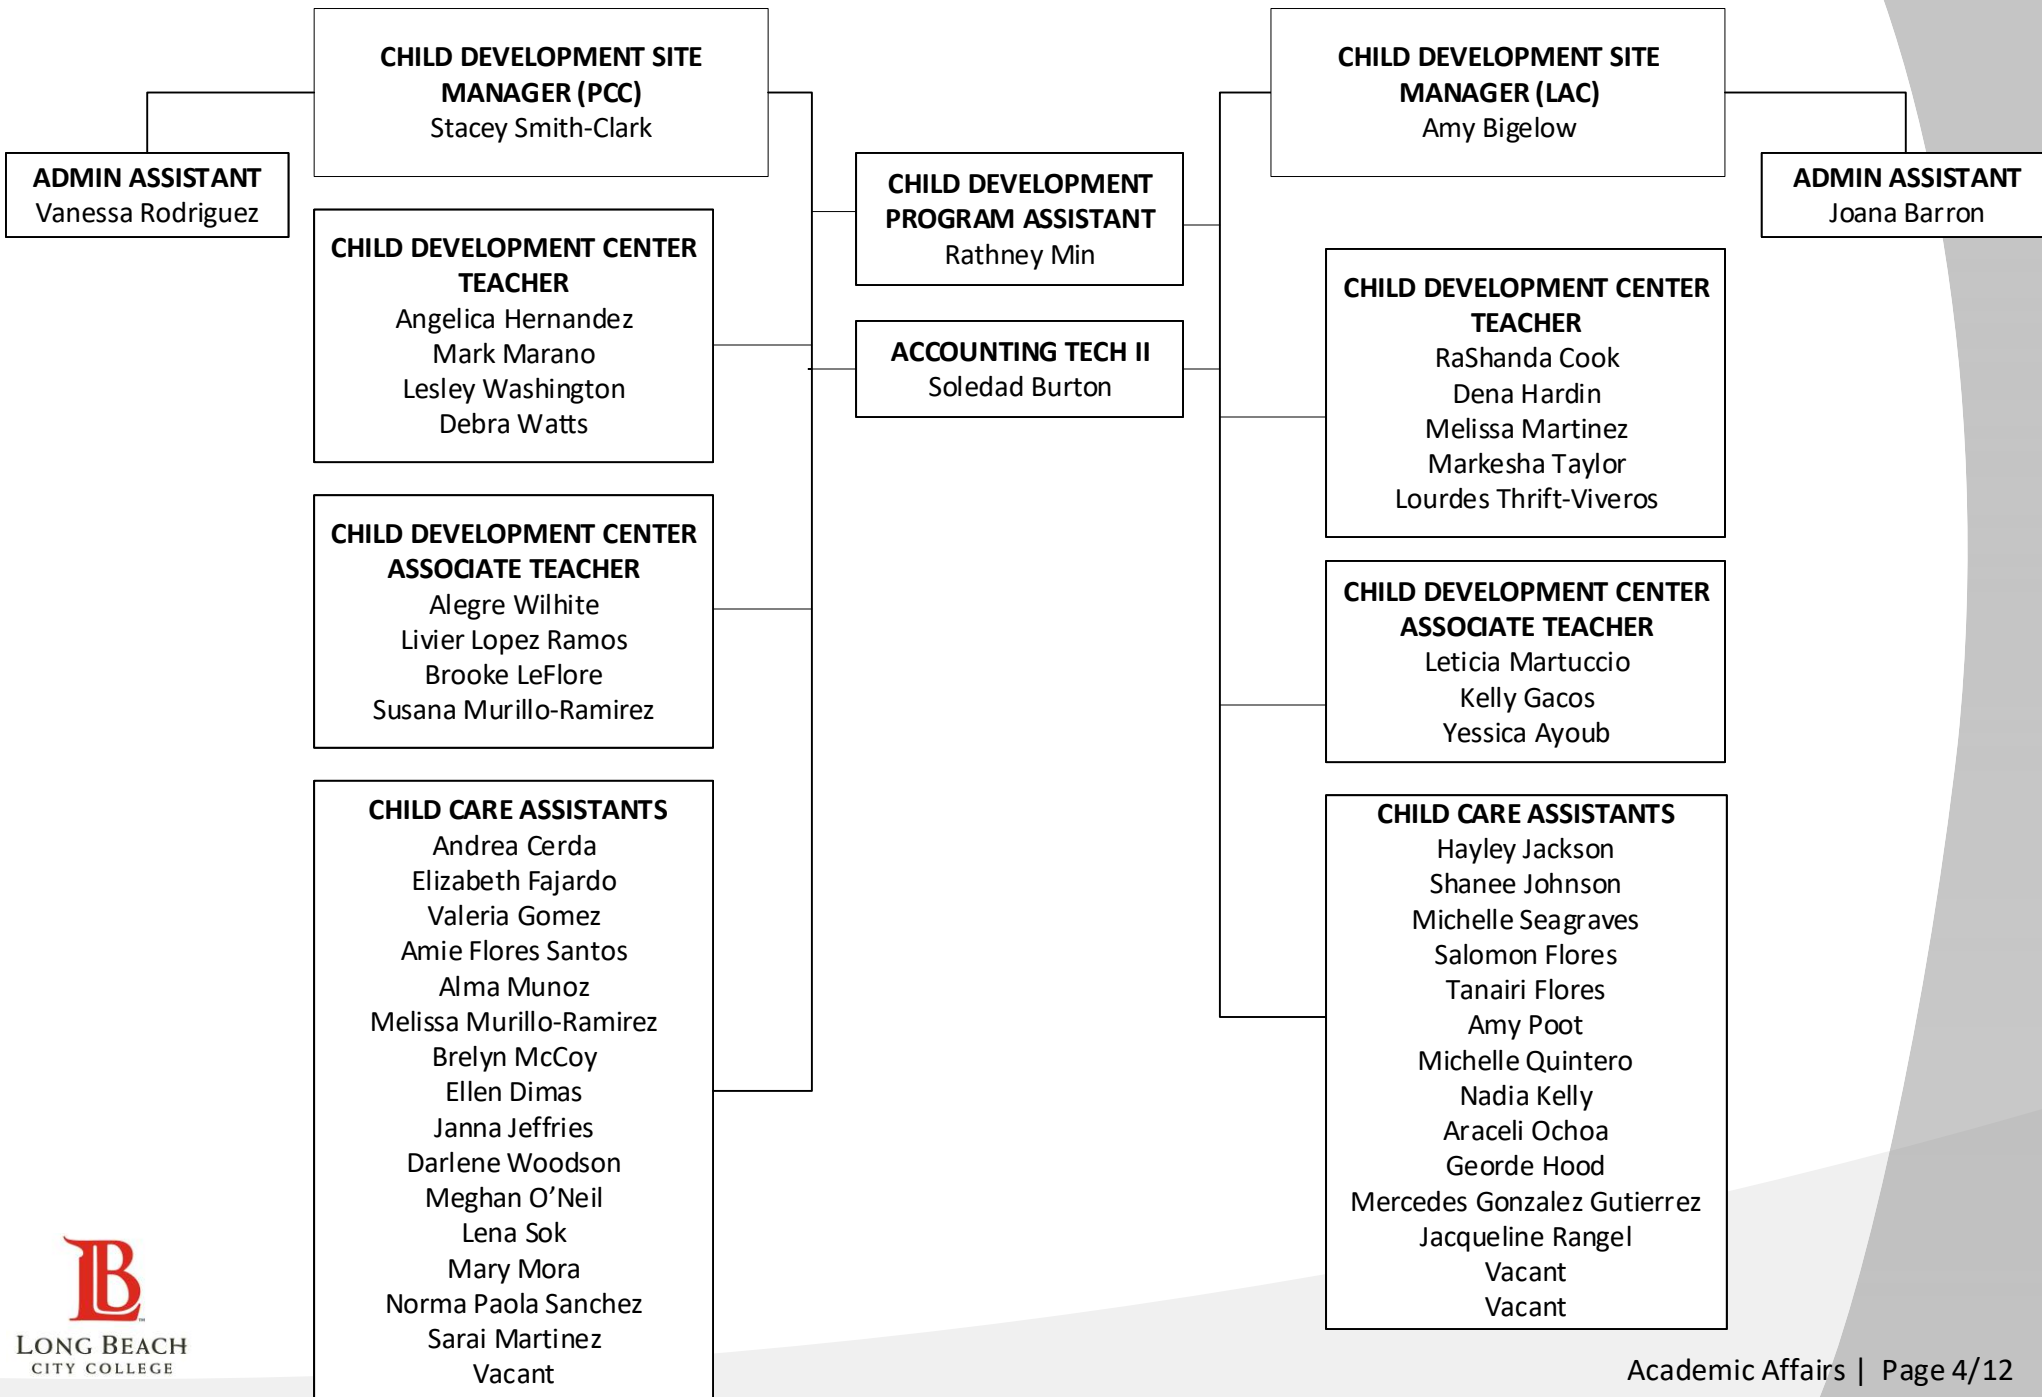 CHILD DEVELOPMENT SITE
MANAGER (PCC)
Stacey Smith-Clark
ADMIN ASSISTANT
Vanessa Rodriguez
CHILD DEVELOPMENT CENTER
TEACHER
Angelica Hernandez
Mark Marano
Lesley Washington
Debra Watts
CHILD DEVELOPMENT CENTER
ASSOCIATE TEACHER
Alegre Wilhite
Livier Lopez Ramos
Brooke LeFlore
Susana Murillo-Ramirez
CHILD CARE ASSISTANTS
Andrea Cerda
Elizabeth Fajardo
Valeria Gomez
Amie Flores Santos
Alma Munoz
Melissa Murillo-Ramirez
Brelyn McCoy
Ellen Dimas
Janna Jeffries
Darlene Woodson
Meghan O’Neil
Lena Sok
Mary Mora
Norma Paola Sanchez
Sarai Martinez
Vacant
CHILD DEVELOPMENT
PROGRAM ASSISTANT
Rathney Min
ACCOUNTING TECH II
Soledad Burton
CHILD DEVELOPMENT SITE
MANAGER (LAC)
Amy Bigelow
ADMIN ASSISTANT
Joana Barron
CHILD DEVELOPMENT CENTER
TEACHER
RaShanda Cook
Dena Hardin
Melissa Martinez
Markesha Taylor
Lourdes Thrift-Viveros
CHILD DEVELOPMENT CENTER
ASSOCIATE TEACHER
Leticia Martuccio
Kelly Gacos
Yessica Ayoub
CHILD CARE ASSISTANTS
Hayley Jackson
Shanee Johnson
Michelle Seagraves
Salomon Flores
Tanairi Flores
Amy Poot
Michelle Quintero
Nadia Kelly
Araceli Ochoa
Georde Hood
Mercedes Gonzalez Gutierrez
Jacqueline Rangel
Vacant
Vacant
LB
LONG BEACH
CITY COLLEGE
Academic Affairs | Page 4/12